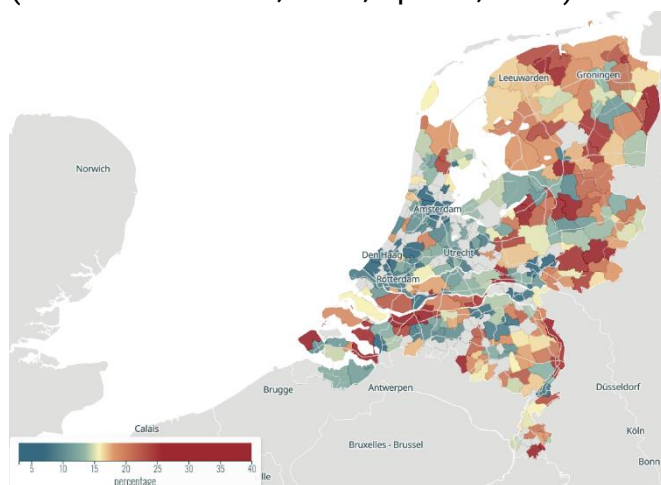 Leeuwarden
Groningen
Norwich
Amsterdam
Den Haag
Utrecht
Rotterdam
Brugge
Antwerpen
Düsseldorf
Calais
Köln
Bruxelles - Brussel
Bonn
lle
5 10 15 20 25 30 35 40
percentage